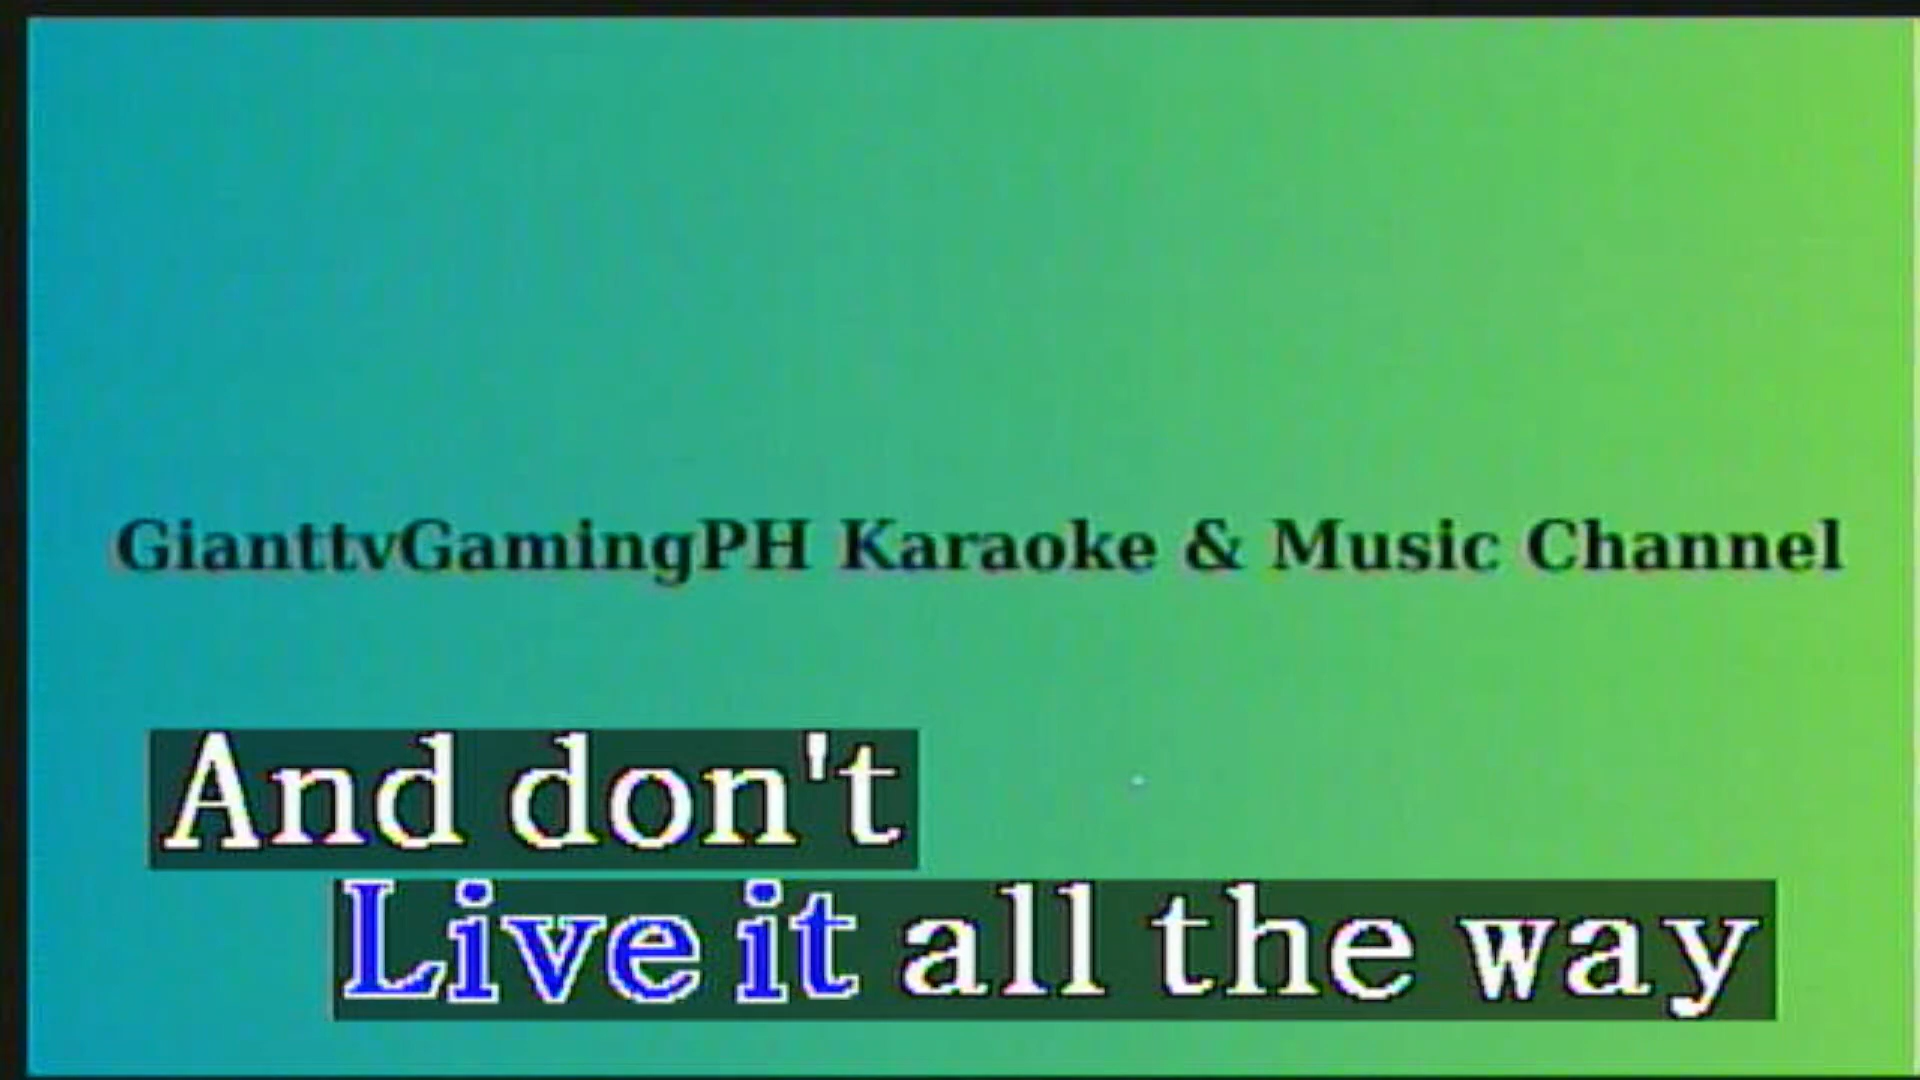 GianttvGamingPH Karaoke & Music Channel
And don't
Live it all the way